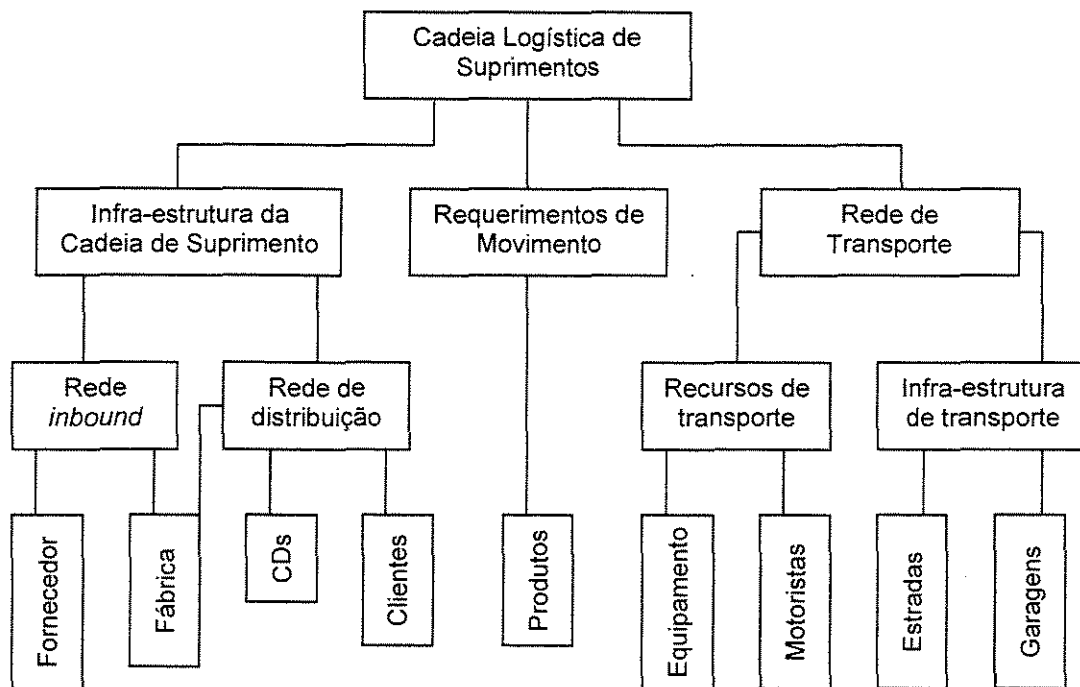 Cadeia Logística de
Suprimentos
Infra-estrutura da
Cadeia de Suprimento
Requerimentos de
Movimento
Rede de
Transporte
Rede
inbound
Rede de
distribuição
Recursos de
transporte
Infra-estrutura
de transporte
Fornecedor
Fábrica
CDs
Clientes
Produtos
Equipamento
Motoristas
Estradas
Garagens